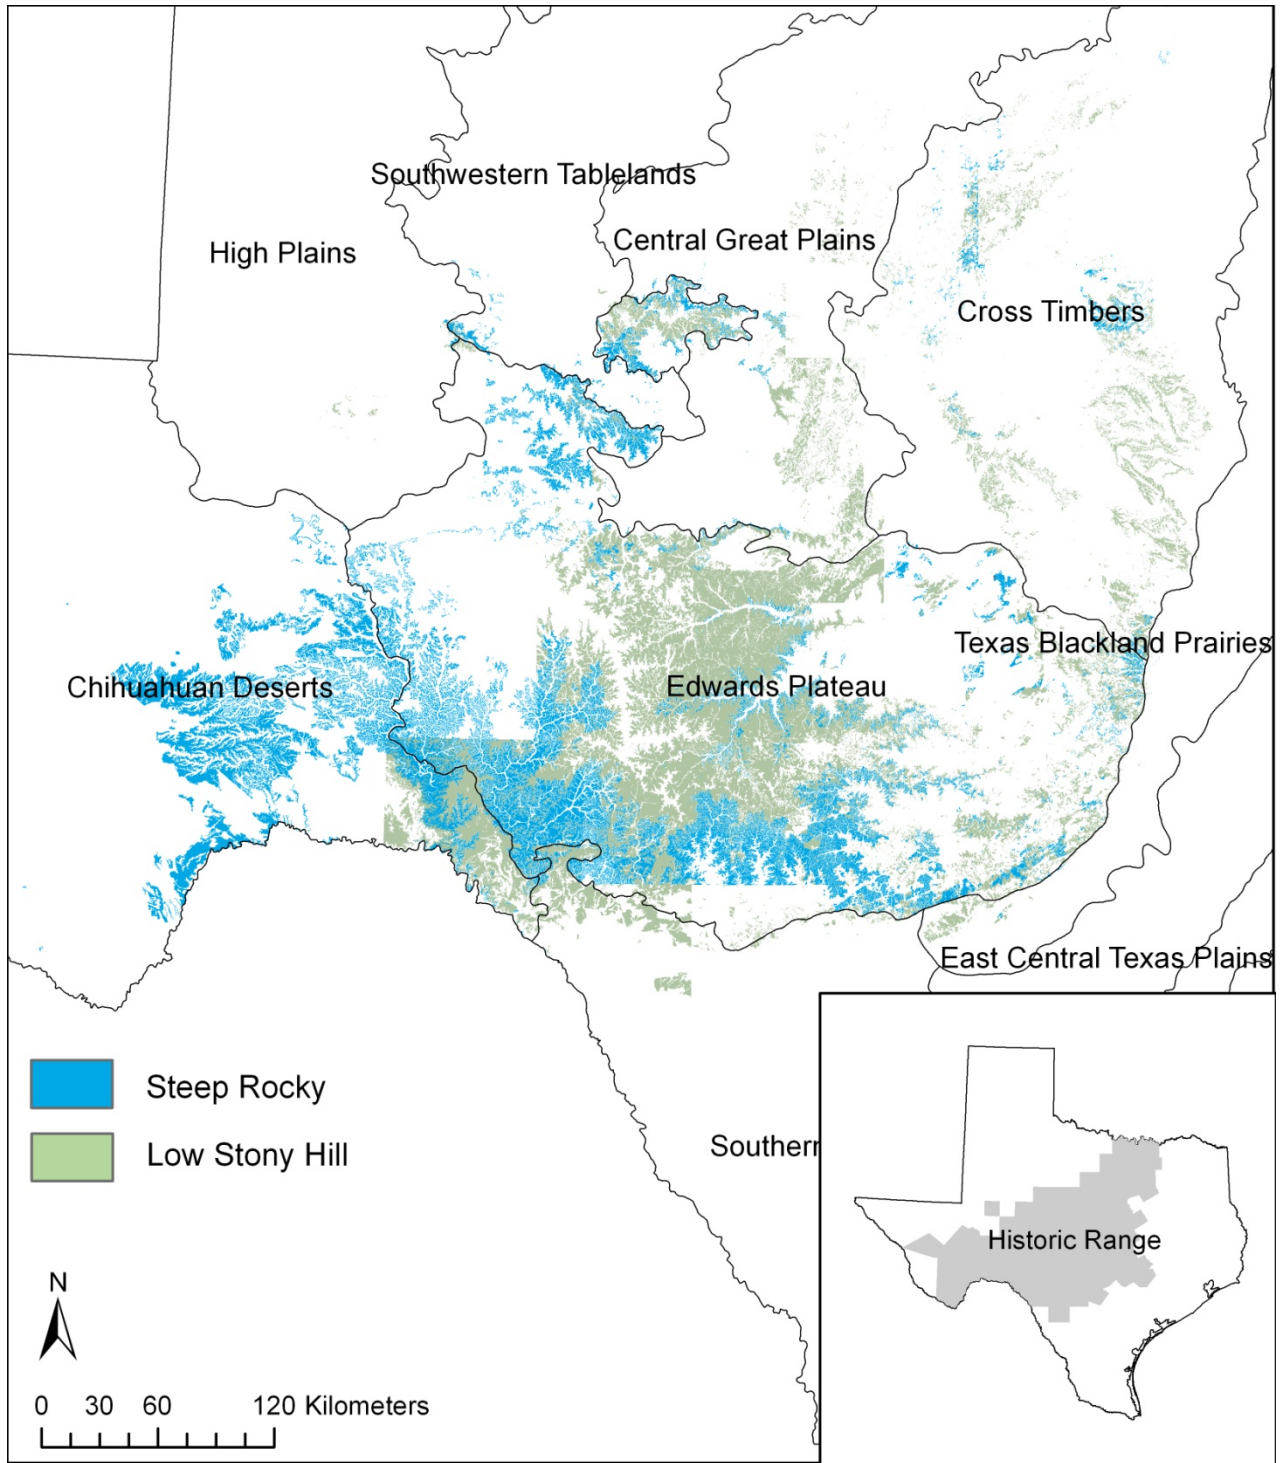 Southwestern Tablelands
High Plains
Central Great Plains
Cross Timbers
Texas Blackland Prairies
Chihuahuan Deserts
Edwards Plateau
East Central Texas Plains
Steep Rocky
Low Stony Hill
Southern
Historic Range
N
0 30 60 120 Kilometers